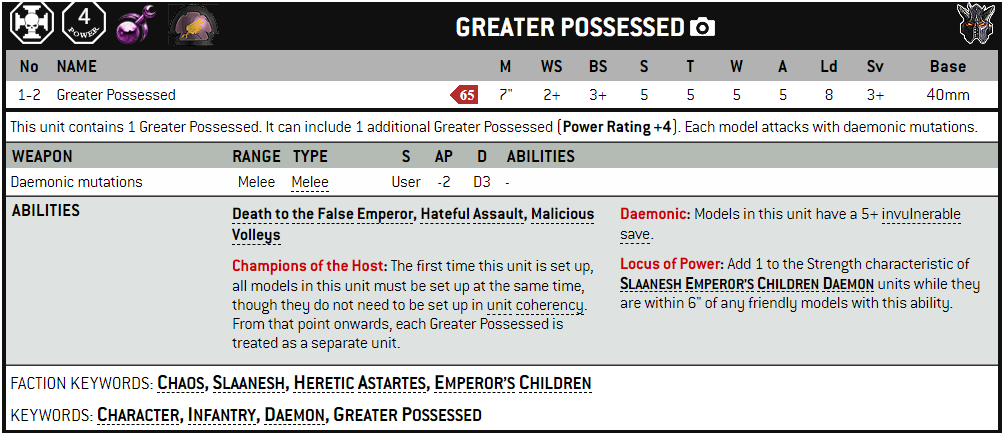 4
POWER
GREATER POSSESSED
No NAME M WS BS S T W A Ld Sv Base
1-2 Greater Possessed 65 7" 2+ 3+ 5 5 5 5 8 3+ 40mm
This unit contains 1 Greater Possessed. It can include 1 additional Greater Possessed (Power Rating +4). Each model attacks with daemonic mutations.
WEAPON RANGE TYPE S AP D ABILITIES
Daemonic mutations Melee Melee User -2 D3 -
ABILITIES
Death to the False Emperor, Hateful Assault, Malicious
Volleys
Champions of the Host: The first time this unit is set up,
all models in this unit must be set up at the same time,
though they do not need to be set up in unit coherency.
From that point onwards, each Greater Possessed is
treated as a separate unit.
Daemonic: Models in this unit have a 5+ invulnerable
save.
Locus of Power: Add 1 to the Strength characteristic of
SLAANESH EMPEROR'S CHILDREN DAEMON units while they
are within 6" of any friendly models with this ability.
FACTION KEYWORDS: CHAOS, SLAANESH, HERETIC ASTARTES, EMPEROR'S CHILDREN
KEYWORDS: CHARACTER, INFANTRY, DAEMON, GREATER POSSESSED